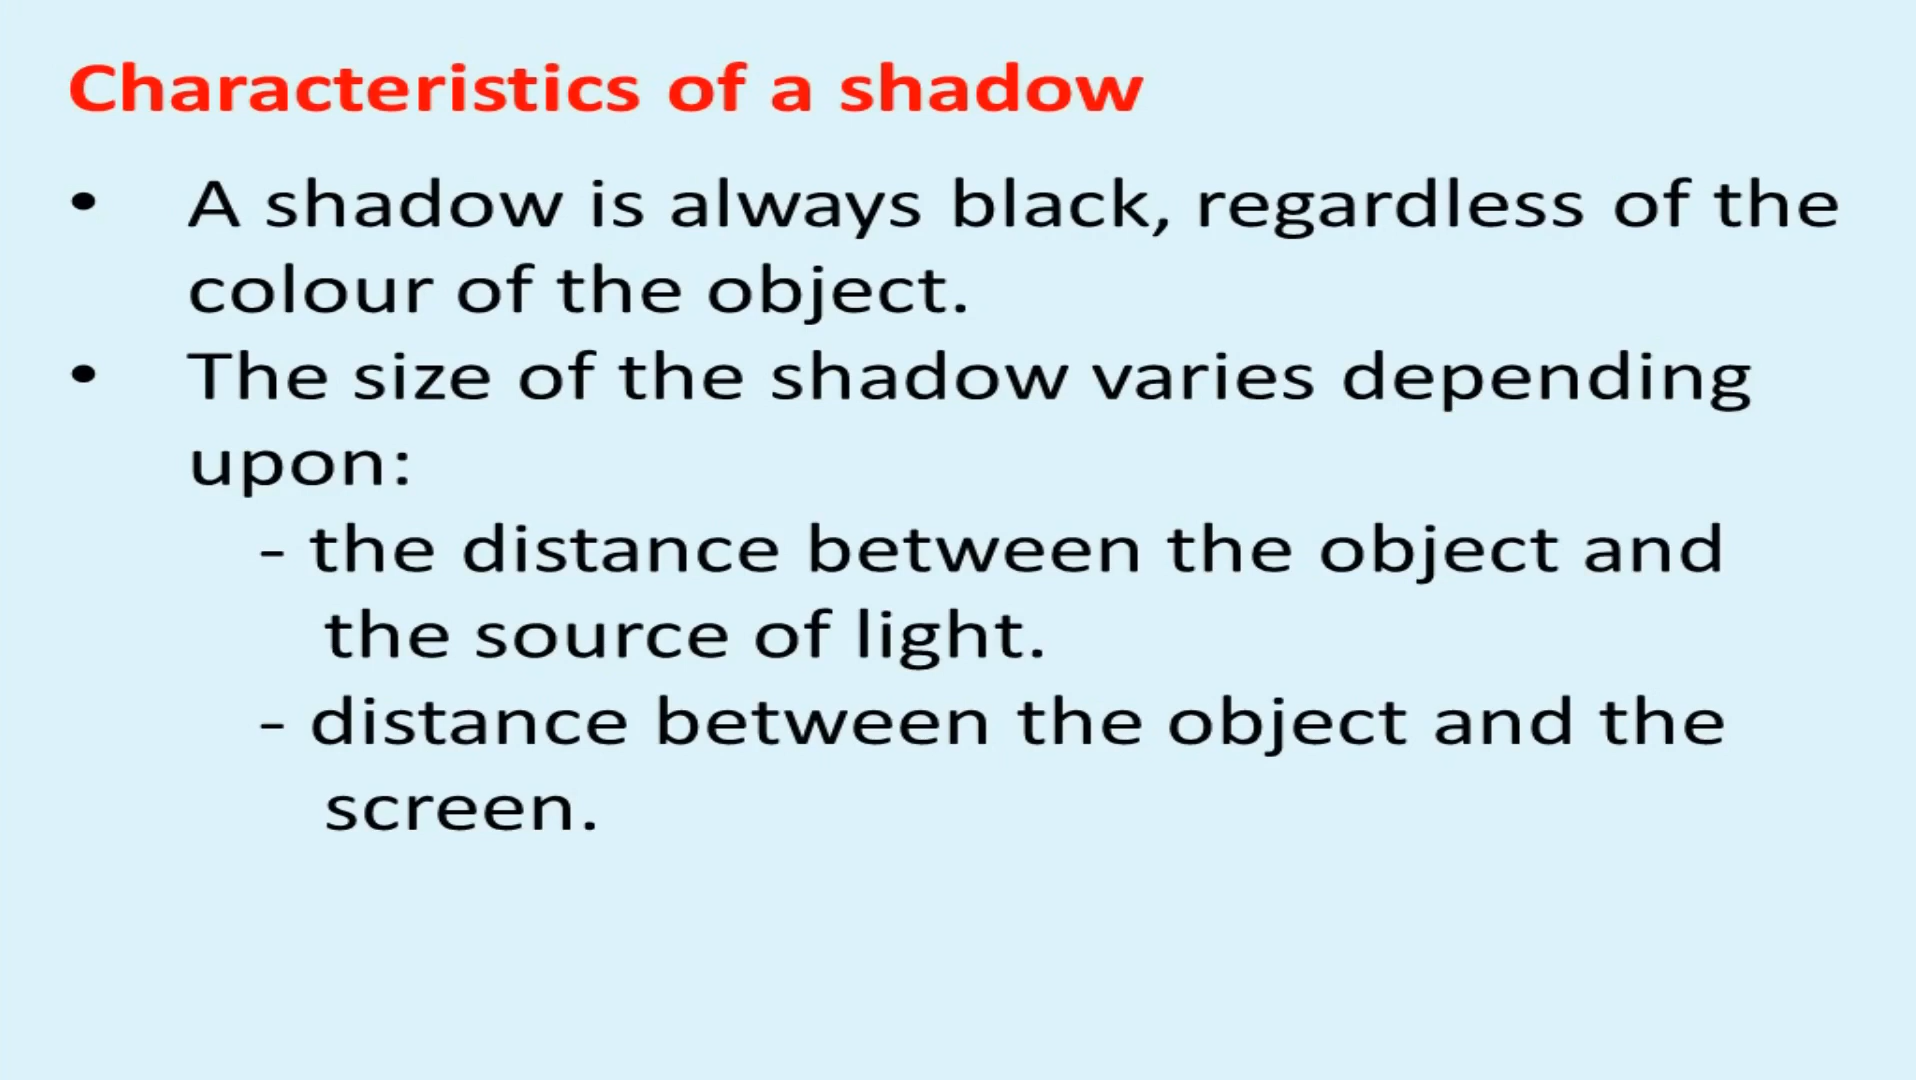 Characteristics of a shadow
• A shadow is always black, regardless of the
colour of the object.
• The size of the shadow varies depending
upon:
- the distance between the object and
the source of light.
- distance between the object and the
screen.